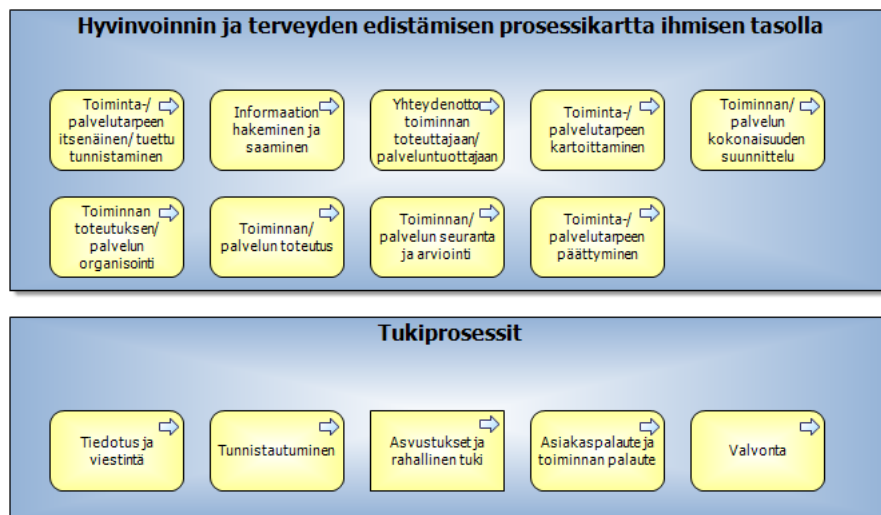 Hyvinvoinnin ja terveyden edistämisen prosessikartta ihmisen tasolla
Toiminta-/
palvelutarpeen
itsenäinen/tuettu
tunnistaminen
Informaation
hakeminen ja
saaminen
Yhteydenotto
toiminnan
toteuttajaan/
palveluntuottajaan
Toiminta-/
palvelutarpeen
kartoittaminen
Toiminnan/
palvelun
kokonaisuuden
suunnittelu
Toiminnan
toteutuksen/
palvelun
organisointi
Toiminnan/
palvelun toteutus
Toiminnan/
palvelun seuranta
ja arviointi
Toiminta-/
palvelutarpeen
päättyminen
Tukiprosessit
Tiedotus ja
viestintä
Tunnistautuminen
Asvustukset ja
rahallinen tuki
Asiakaspalaute ja
toiminnan palaute
Valvonta